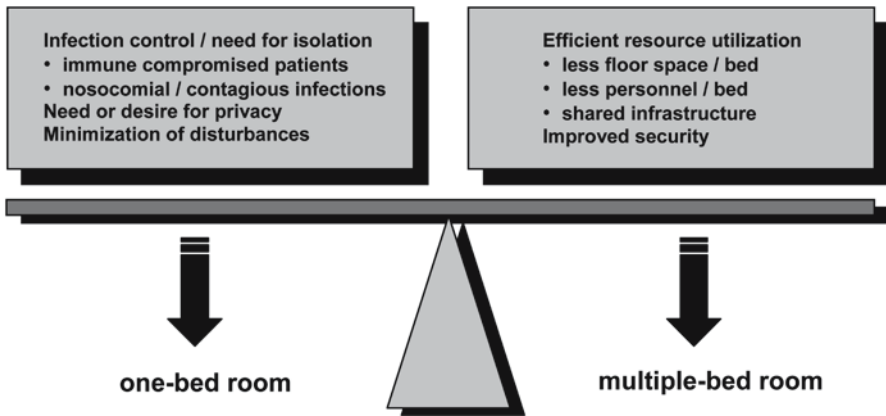 Infection control / need for isolation
• immune compromised patients
• nosocomial / contagious infections
Need or desire for privacy
Minimization of disturbances
Efficient resource utilization
• less floor space / bed
• less personnel / bed
• shared infrastructure
Improved security
one-bed room
multiple-bed room